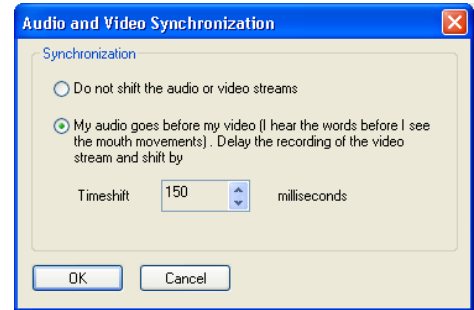 Audio and Video Synchronization
Synchronization
Do not shift the audio or video streams
My audio goes before my video (I hear the words before I see
the mouth movements) . Delay the recording of the video
stream and shift by
Timeshift 150 milliseconds
OK Cancel